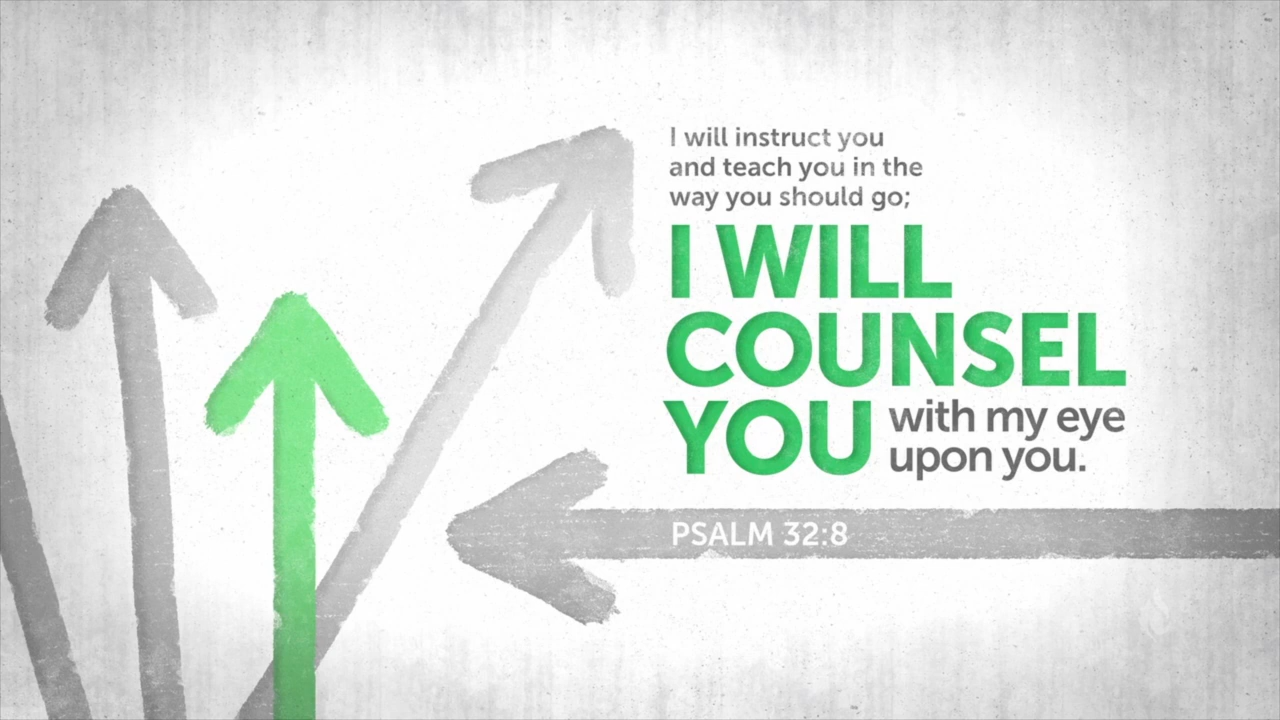 I will instruct you
and teach you in the
way you should go;
I WILL
COUNSEL
YOU with my eye
upon you.
PSALM 32:8